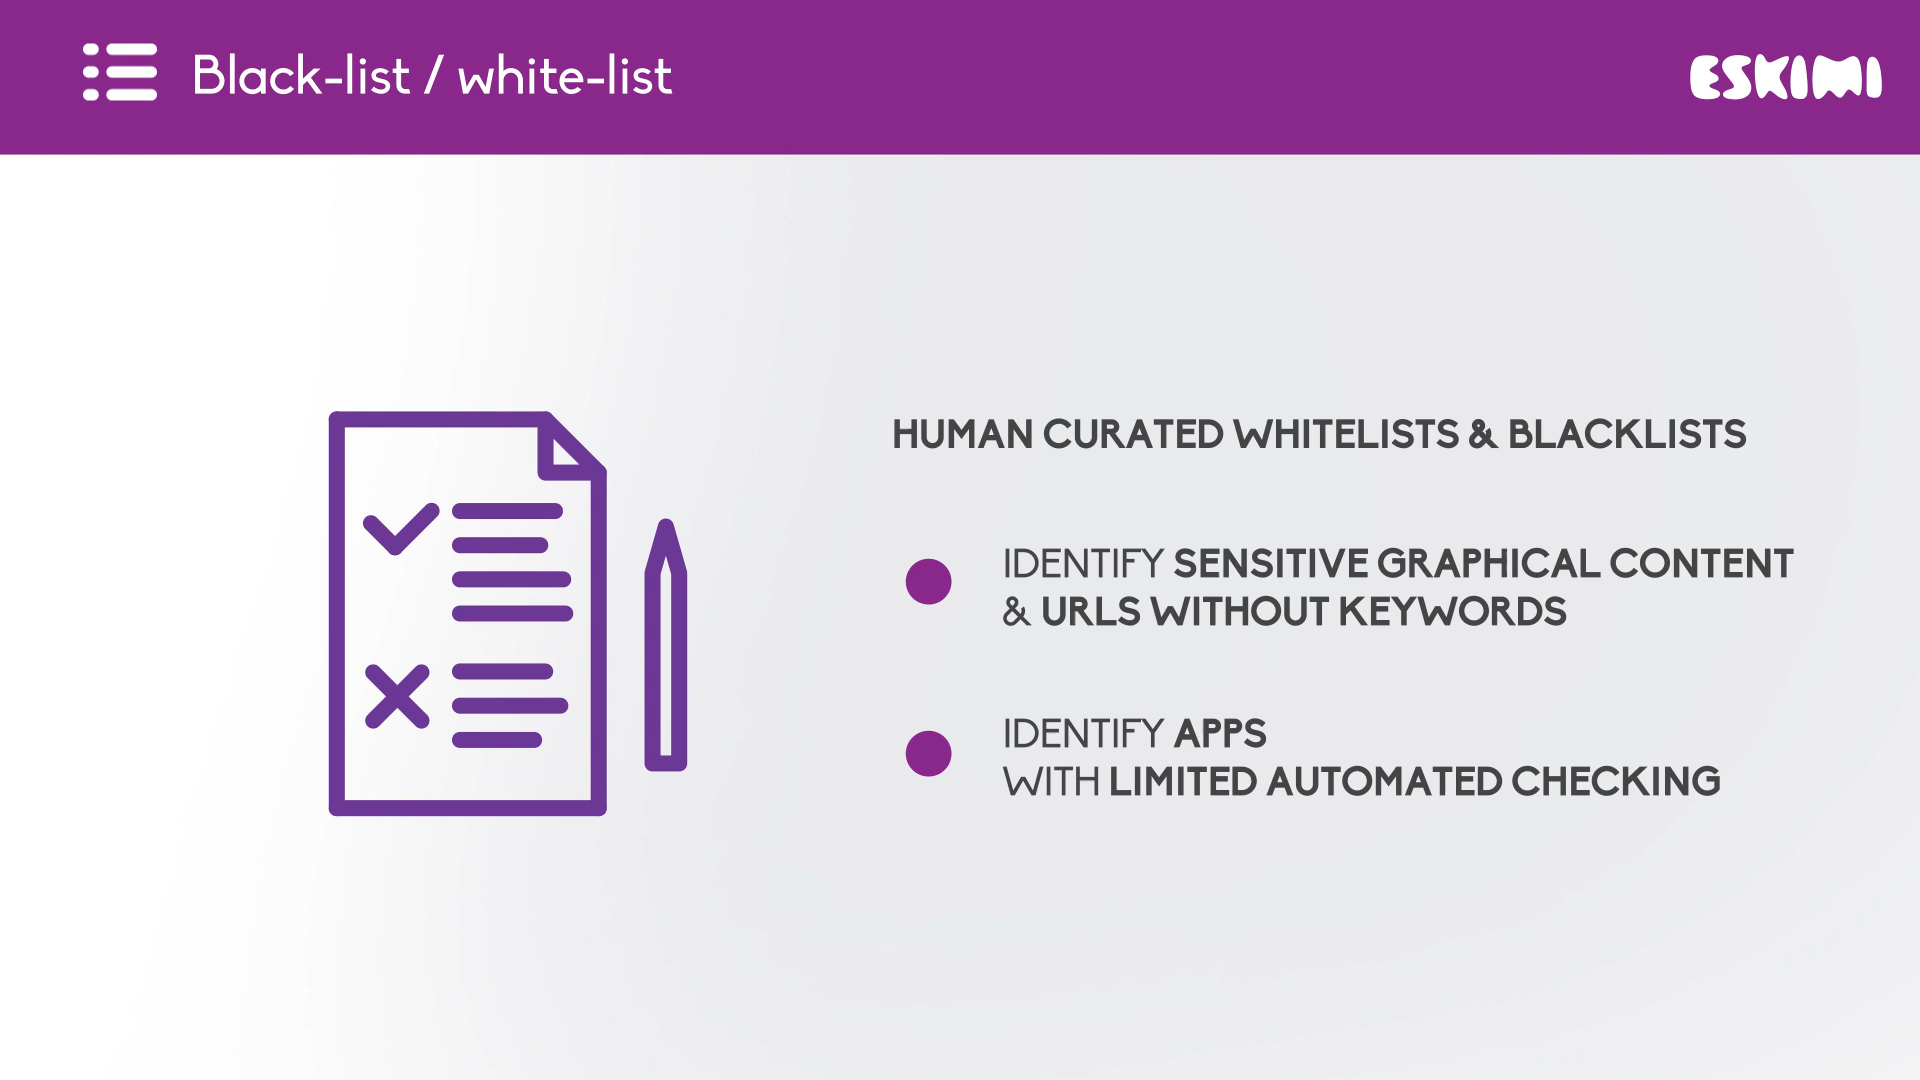 Black-list / white-list
ESKIMI
HUMAN CURATED WHITELISTS & BLACKLISTS
IDENTIFY SENSITIVE GRAPHICAL CONTENT
& URLS WITHOUT KEYWORDS
IDENTIFY APPS
WITH LIMITED AUTOMATED CHECKING